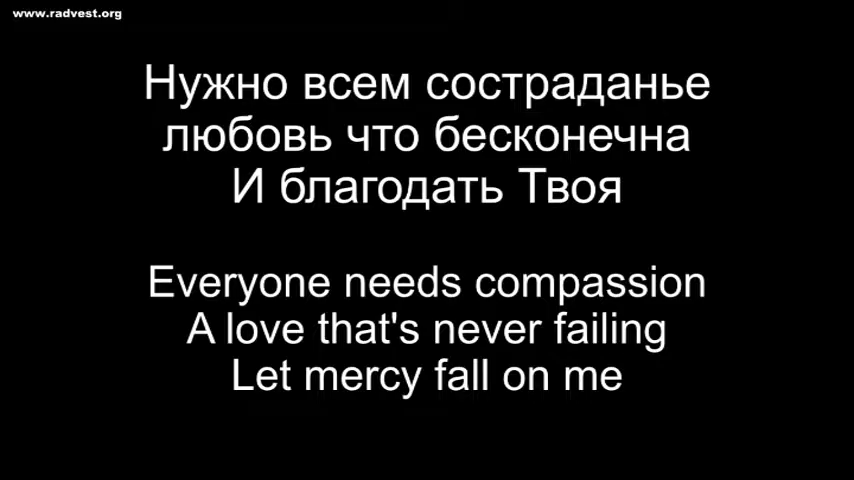 www.radvest.org
Нужно всем состраданье
любовь что бесконечна
И благодать Твоя
Everyone needs compassion
A love that's never failing
Let mercy fall on me